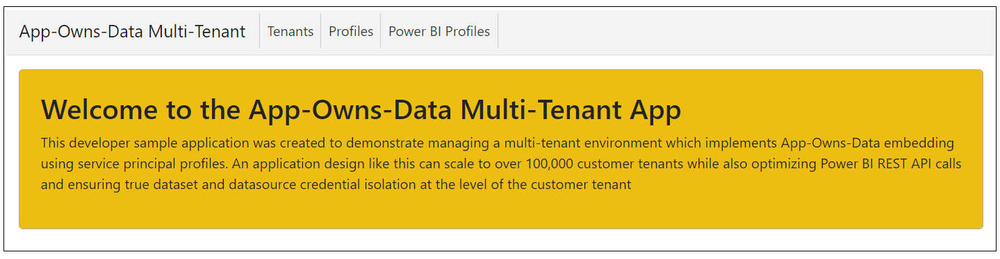 App-Owns-Data Multi-Tenant Tenants Profiles Power BI Profiles
Welcome to the App-Owns-Data Multi-Tenant App
This developer sample application was created to demonstrate managing a multi-tenant environment which implements App-Owns-Data embedding
using service principal profiles. An application design like this can scale to over 100,000 customer tenants while also optimizing Power BI REST API calls
and ensuring true dataset and datasource credential isolation at the level of the customer tenant